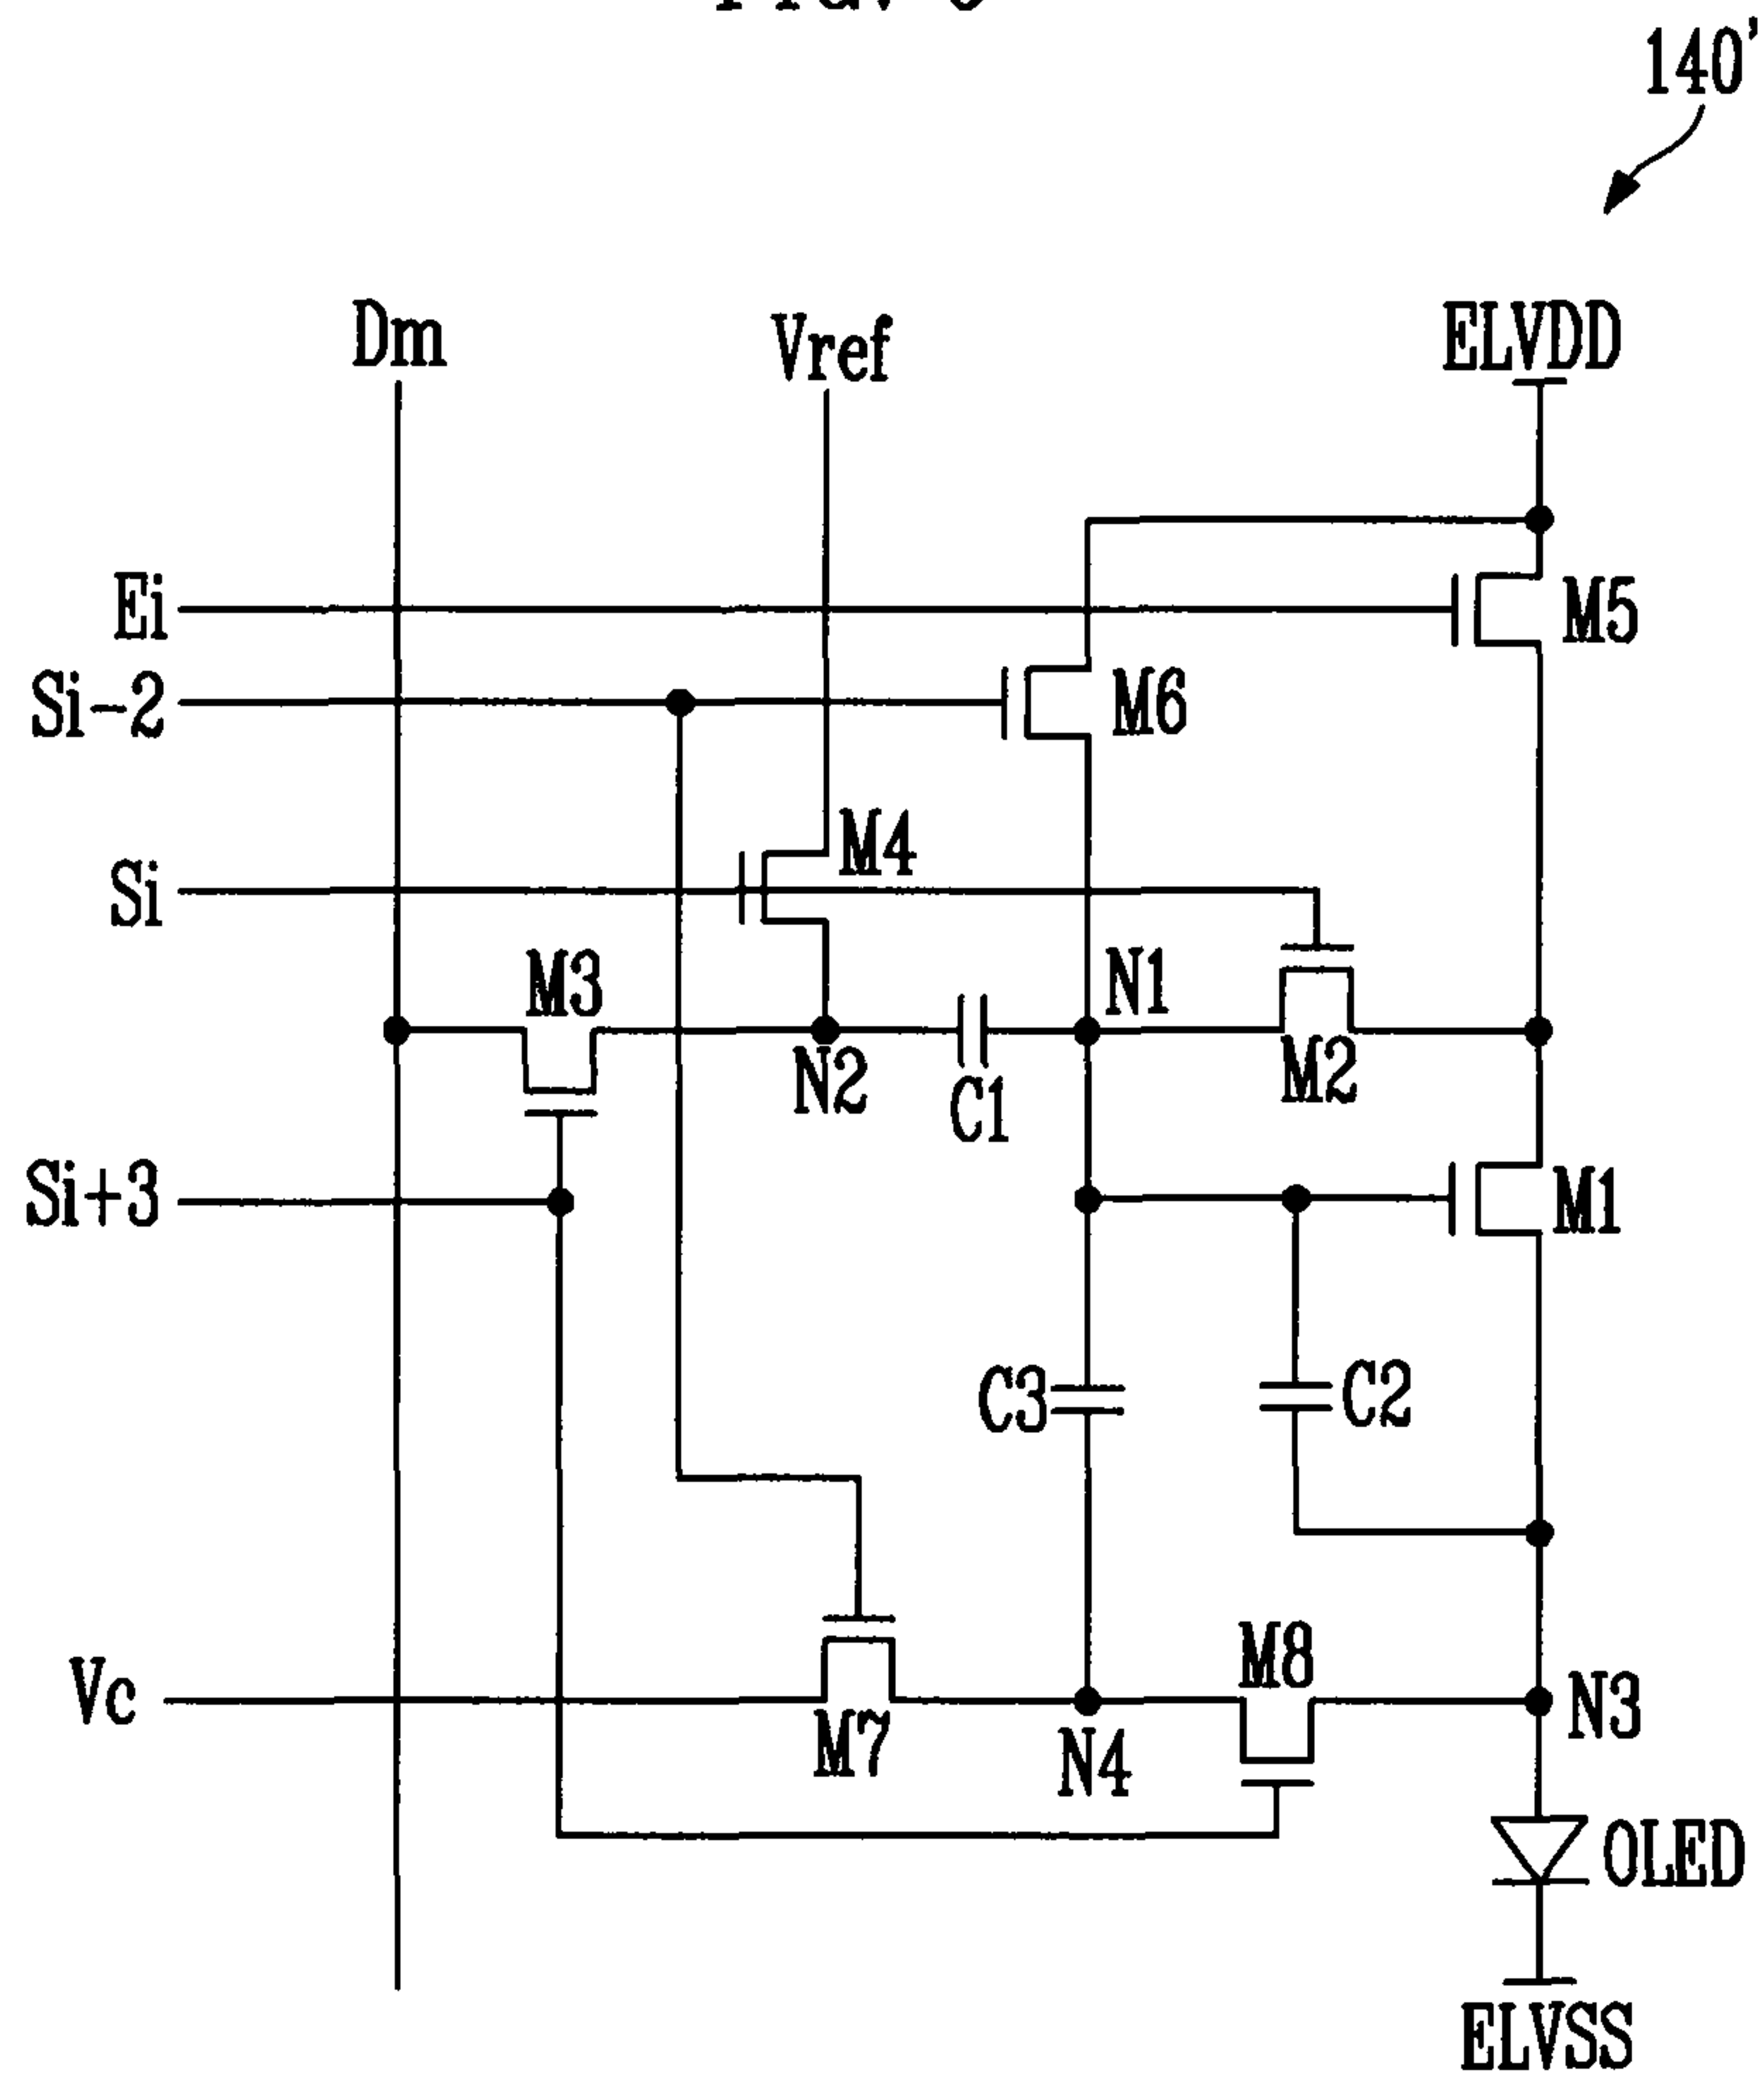 140'
Dm
Vref
ELVDD
Ei
M5
Si-2
M6
M4
Si
M3
N1
N2
C1
M2
Si+3
M1
C3
C2
Vc
M7
M8
N4
N3
OLED
ELVSS